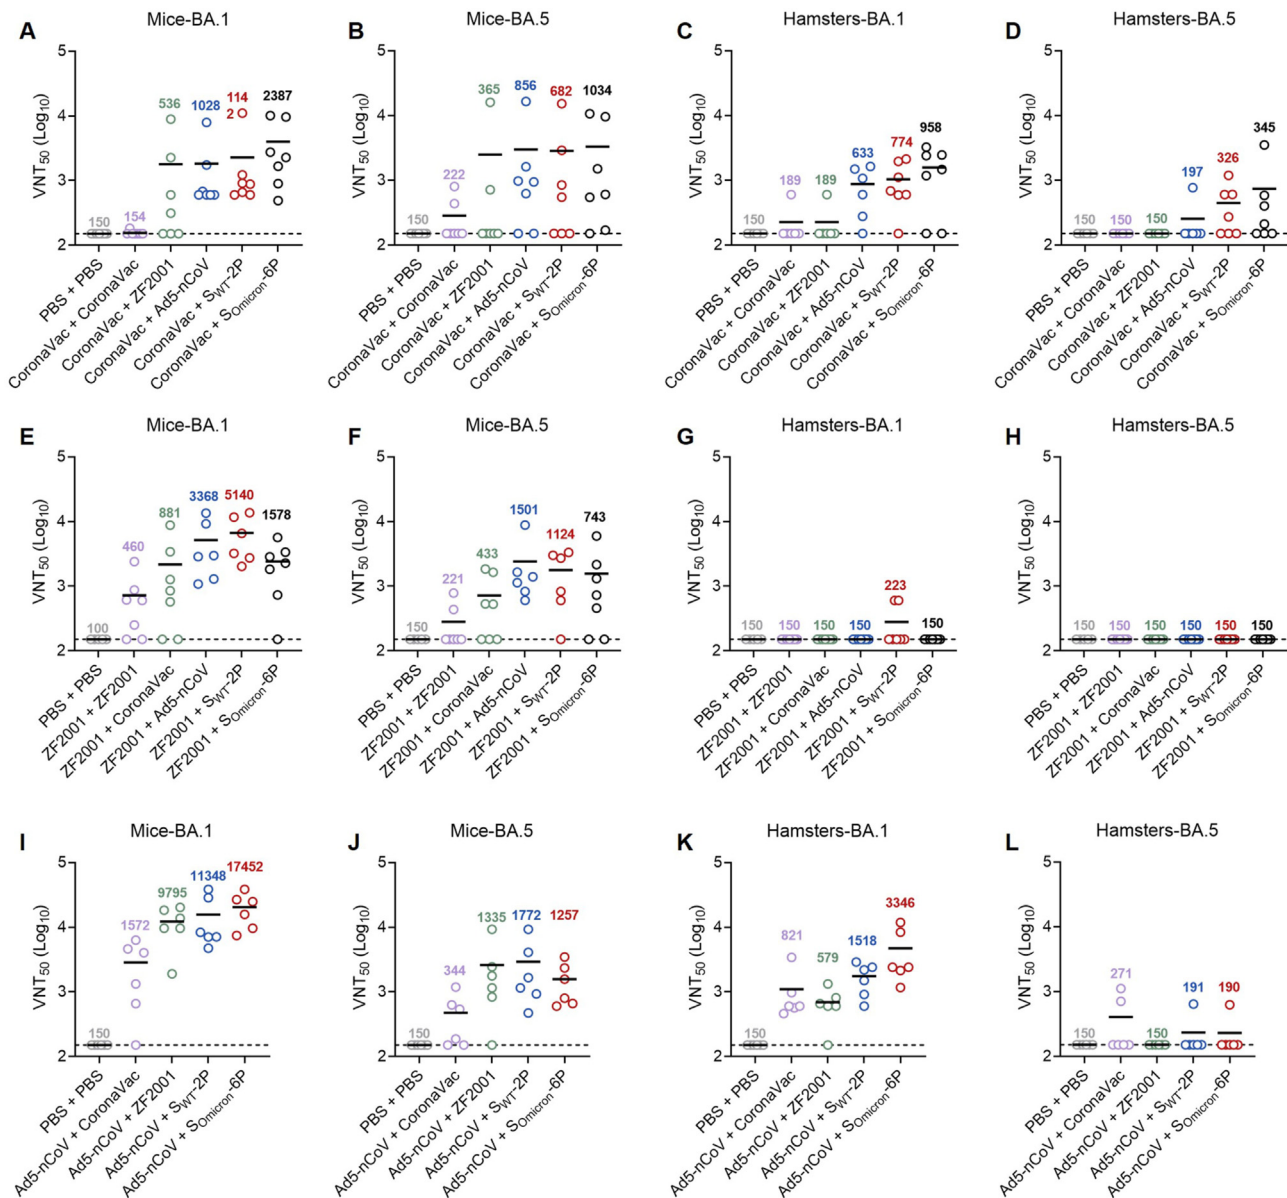 A
Mice-BA.1
VNT50 (Log10)
5
4
3
2
150
154
536
1028
114
2
2387
PBS + PBS
CoronaVac + CoronaVac
CoronaVac + ZF2001
CoronaVac + Ad5-nCoV
CoronaVac + SWT-2P
CoronaVac + SOmicron-6P
B
Mice-BA.5
VNT50 (Log10)
5
4
3
2
150
222
365
856
682
1034
PBS + PBS
CoronaVac + CoronaVac
CoronaVac + ZF2001
CoronaVac + Ad5-nCoV
CoronaVac + SWT-2P
CoronaVac + SOmicron-6P
C
Hamsters-BA.1
VNT50 (Log10)
5
4
3
2
150
189
189
633
774
958
PBS + PBS
CoronaVac + CoronaVac
CoronaVac + ZF2001
CoronaVac + Ad5-nCoV
CoronaVac + SWT-2P
CoronaVac + SOmicron-6P
D
Hamsters-BA.5
VNT50 (Log10)
5
4
3
2
150
150
150
197
326
345
PBS + PBS
CoronaVac + CoronaVac
CoronaVac + ZF2001
CoronaVac + Ad5-nCoV
CoronaVac + SWT-2P
CoronaVac + SOmicron-6P
E
Mice-BA.1
VNT50 (Log10)
5
4
3
2
100
460
881
3368
5140
1578
PBS + PBS
ZF2001 + ZF2001
ZF2001 + CoronaVac
ZF2001 + Ad5-nCoV
ZF2001 + SWT-2P
ZF2001 + SOmicron-6P
F
Mice-BA.5
VNT50 (Log10)
5
4
3
2
150
221
433
1501
1124
743
PBS + PBS
ZF2001 + ZF2001
ZF2001 + CoronaVac
ZF2001 + Ad5-nCoV
ZF2001 + SWT-2P
ZF2001 + SOmicron-6P
G
Hamsters-BA.1
VNT50 (Log10)
5
4
3
2
150
150
150
150
223
150
PBS + PBS
ZF2001 + ZF2001
ZF2001 + CoronaVac
ZF2001 + Ad5-nCoV
ZF2001 + SWT-2P
ZF2001 + SOmicron-6P
H
Hamsters-BA.5
VNT50 (Log10)
5
4
3
2
150
150
150
150
150
150
PBS + PBS
ZF2001 + ZF2001
ZF2001 + CoronaVac
ZF2001 + Ad5-nCoV
ZF2001 + SWT-2P
ZF2001 + SOmicron-6P
I
Mice-BA.1
VNT50 (Log10)
5
4
3
2
150
1572
9795
11348
17452
PBS + PBS
Ad5-nCoV + CoronaVac
Ad5-nCoV + ZF2001
Ad5-nCoV + SWT-2P
Ad5-nCoV + SOmicron-6P
J
Mice-BA.5
VNT50 (Log10)
5
4
3
2
150
344
1335
1772
1257
PBS + PBS
Ad5-nCoV + CoronaVac
Ad5-nCoV + ZF2001
Ad5-nCoV + SWT-2P
Ad5-nCoV + SOmicron-6P
K
Hamsters-BA.1
VNT50 (Log10)
5
4
3
2
150
821
579
1518
3346
PBS + PBS
Ad5-nCoV + CoronaVac
Ad5-nCoV + ZF2001
Ad5-nCoV + SWT-2P
Ad5-nCoV + SOmicron-6P
L
Hamsters-BA.5
VNT50 (Log10)
5
4
3
2
150
271
150
191
190
PBS + PBS
Ad5-nCoV + CoronaVac
Ad5-nCoV + ZF2001
Ad5-nCoV + SWT-2P
Ad5-nCoV + SOmicron-6P